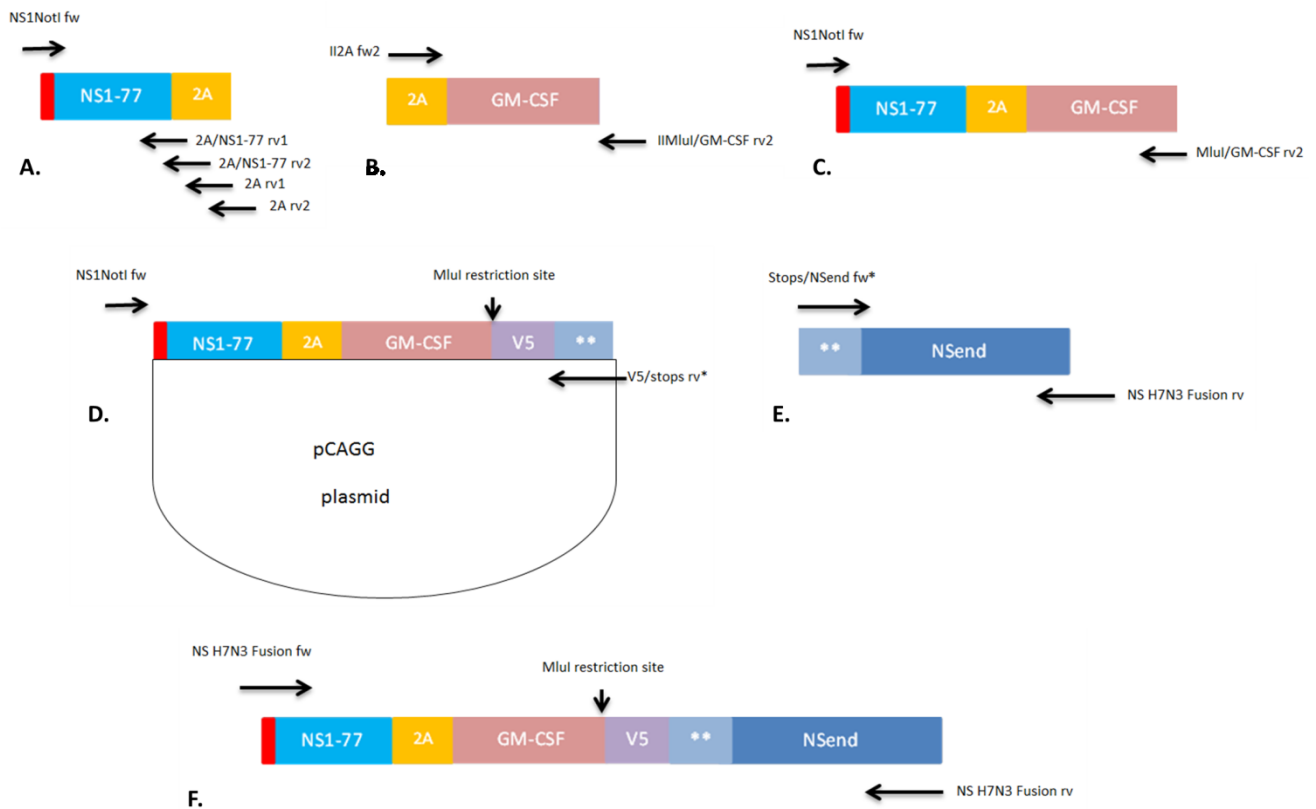 NS1NotI fw
NS1-77 2A
2A/NS1-77 rv1
2A/NS1-77 rv2
2A rv1
2A rv2
A.
II2A fw2
2A GM-CSF
IIMluI/GM-CSF rv2
B.
NS1NotI fw
NS1-77 2A GM-CSF
MluI/GM-CSF rv2
C.
NS1NotI fw
MluI restriction site
NS1-77 2A GM-CSF V5 **
V5/stops rv*
D.
pCAGG
plasmid
Stops/NSend fw*
** NSend
NS H7N3 Fusion rv
E.
NS H7N3 Fusion fw
MluI restriction site
NS1-77 2A GM-CSF V5 ** NSend
NS H7N3 Fusion rv
F.